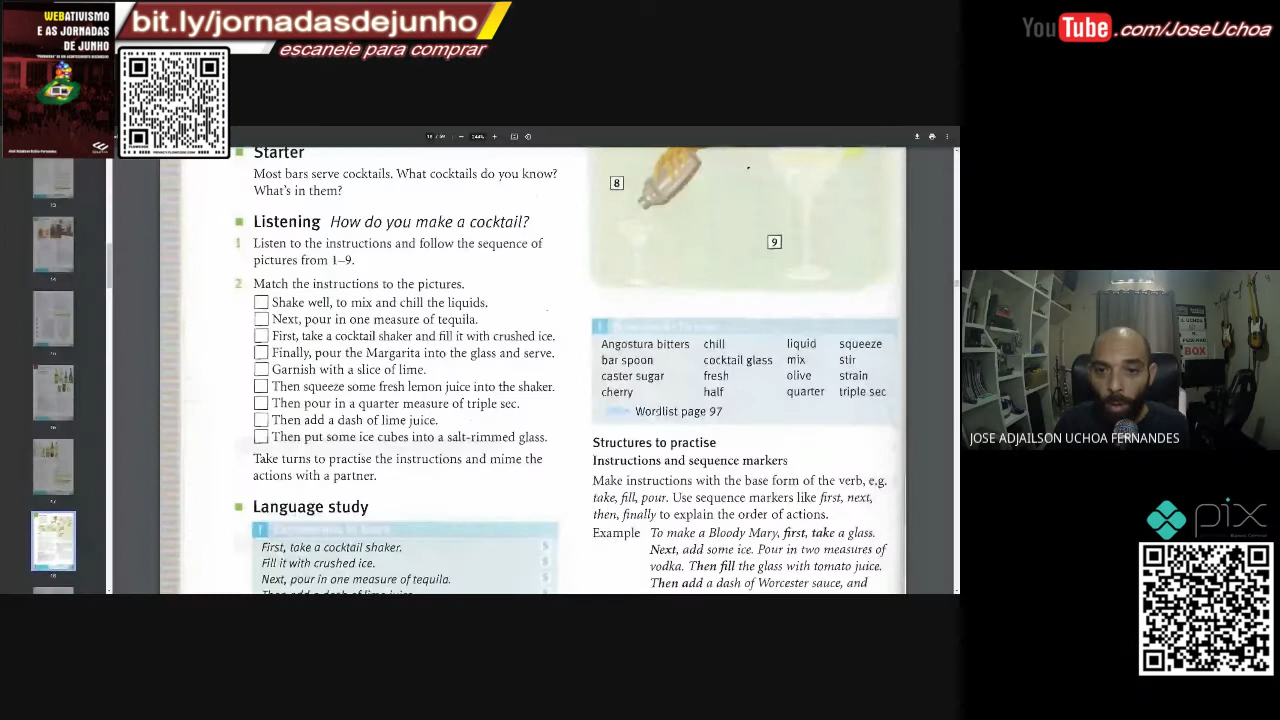 WEBATIVISMO
E AS JORNADAS
DE JUNHO
bit.ly/jornadasdejunho
escaneie para comprar
YouTube .com/JoseUchoa
Starter
Most bars serve cocktails. What cocktails do you know?
What's in them?
Listening How do you make a cocktail?
1 Listen to the instructions and follow the sequence of
pictures from 1–9.
2 Match the instructions to the pictures.
Shake well, to mix and chill the liquids.
Next, pour in one measure of tequila.
First, take a cocktail shaker and fill it with crushed ice.
Finally, pour the Margarita into the glass and serve.
Garnish with a slice of lime.
Then squeeze some fresh lemon juice into the shaker.
Then pour in a quarter measure of triple sec.
Then add a dash of lime juice.
Then put some ice cubes into a salt-rimmed glass.
Take turns to practise the instructions and mime the
actions with a partner.
Language study
First, take a cocktail shaker.
Fill it with crushed ice.
Next, pour in one measure of tequila.
Then add a dash of lime juice
8
9
Angostura bitters chill liquid squeeze
bar spoon cocktail glass mix stir
caster sugar fresh olive strain
cherry half quarter triple sec
Wordlist page 97
Structures to practise
Instructions and sequence markers
Make instructions with the base form of the verb, e.g.
take, fill, pour. Use sequence markers like first, next,
then, finally to explain the order of actions.
Example To make a Bloody Mary, first, take a glass.
Next, add some ice. Pour in two measures of
vodka. Then fill the glass with tomato juice.
Then add a dash of Worcester sauce, and
14
16
17
18
BOX
JOSE ADJAILSON UCHOA FERNANDES
pix